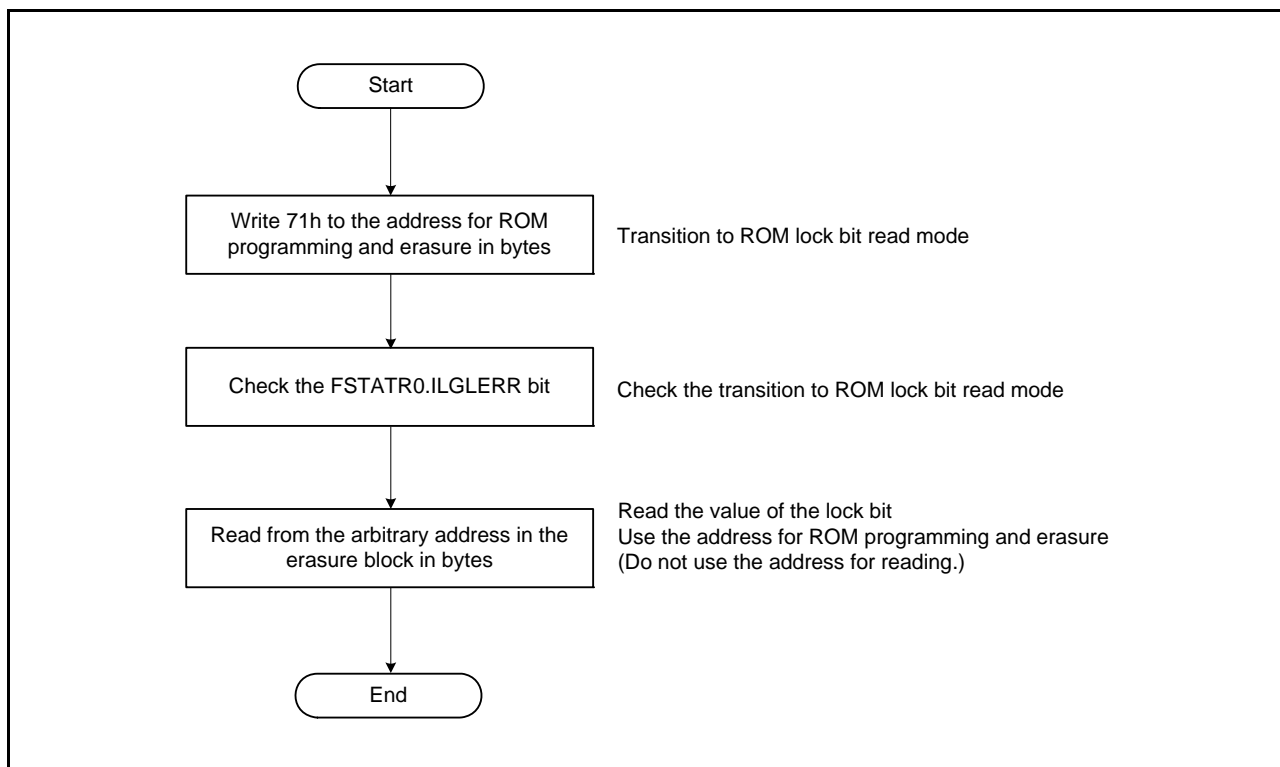 Start
Write 71h to the address for ROM
programming and erasure in bytes
Transition to ROM lock bit read mode
Check the FSTATR0.ILGLERR bit
Check the transition to ROM lock bit read mode
Read from the arbitrary address in the
erasure block in bytes
Read the value of the lock bit
Use the address for ROM programming and erasure
(Do not use the address for reading.)
End